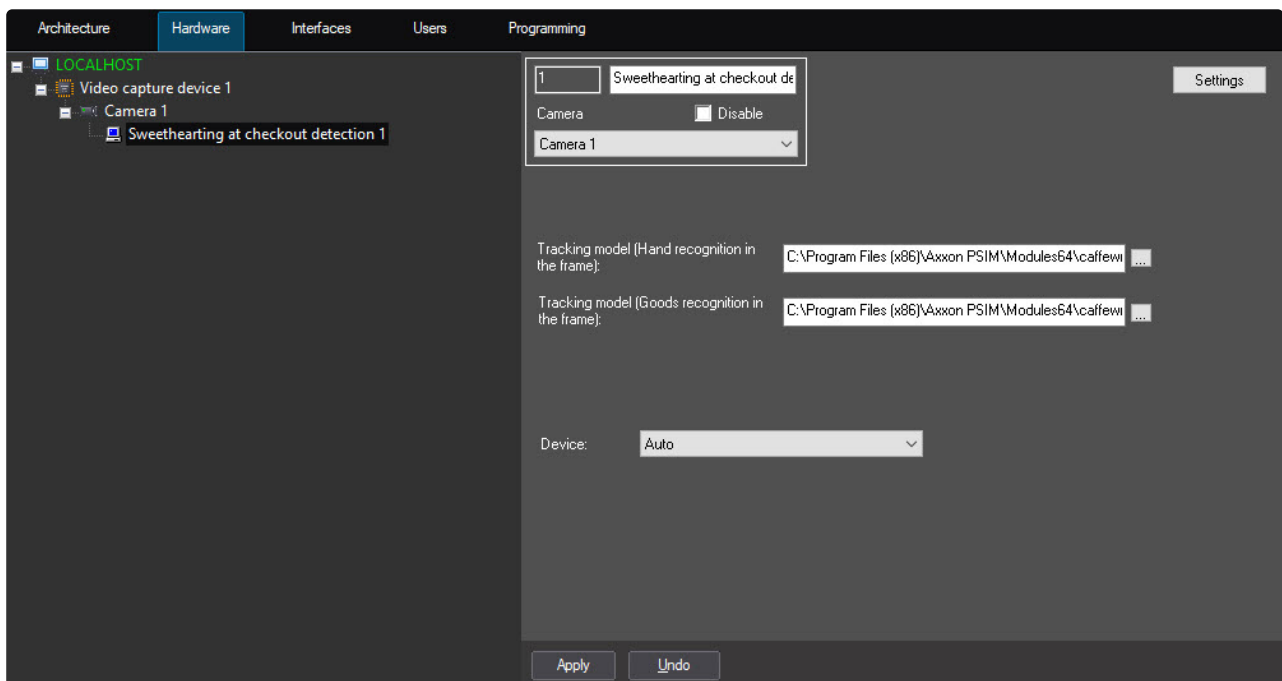 Architecture Hardware Interfaces Users Programming
LOCALHOST
Video capture device 1
Camera 1
Sweethearting at checkout detection 1
1 Sweethearting at checkout de
Settings
Camera Disable
Camera 1
Tracking model (Hand recognition in
the frame):
C:\Program Files (x86)\Axxon PSIM\Modules64\caffew
...
Tracking model (Goods recognition in
the frame):
C:\Program Files (x86)\Axxon PSIM\Modules64\caffew
...
Device: Auto
Apply Undo